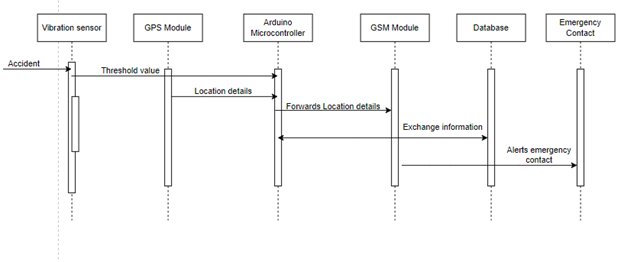 Vibration sensor
GPS Module
Arduino
Microcontroller
GSM Module
Database
Emergency
Contact
Accident
Threshold value
Location details
Forwards Location details
Exchange information
Alerts emergency
contact